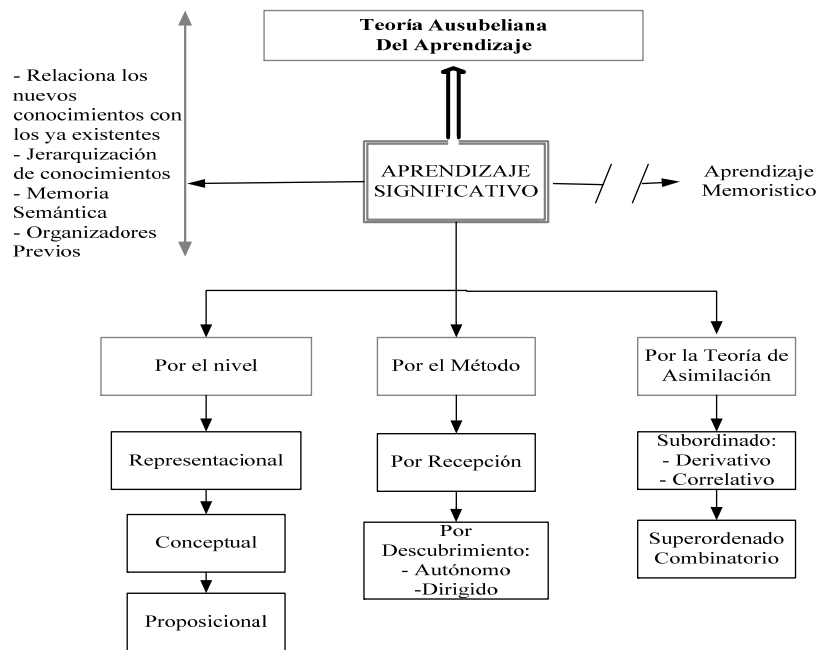 Teoría Ausubeliana
Del Aprendizaje
- Relaciona los
nuevos
conocimientos con
los ya existentes
- Jerarquización
de conocimientos
- Memoria
Semántica
- Organizadores
Previos
APRENDIZAJE
SIGNIFICATIVO
Aprendizaje
Memoristico
Por el nivel
Por el Método
Por la Teoría de
Asimilación
Representacional
Por Recepción
Subordinado:
- Derivativo
- Correlativo
Conceptual
Por
Descubrimiento:
- Autónomo
-Dirigido
Superordenado
Combinatorio
Proposicional